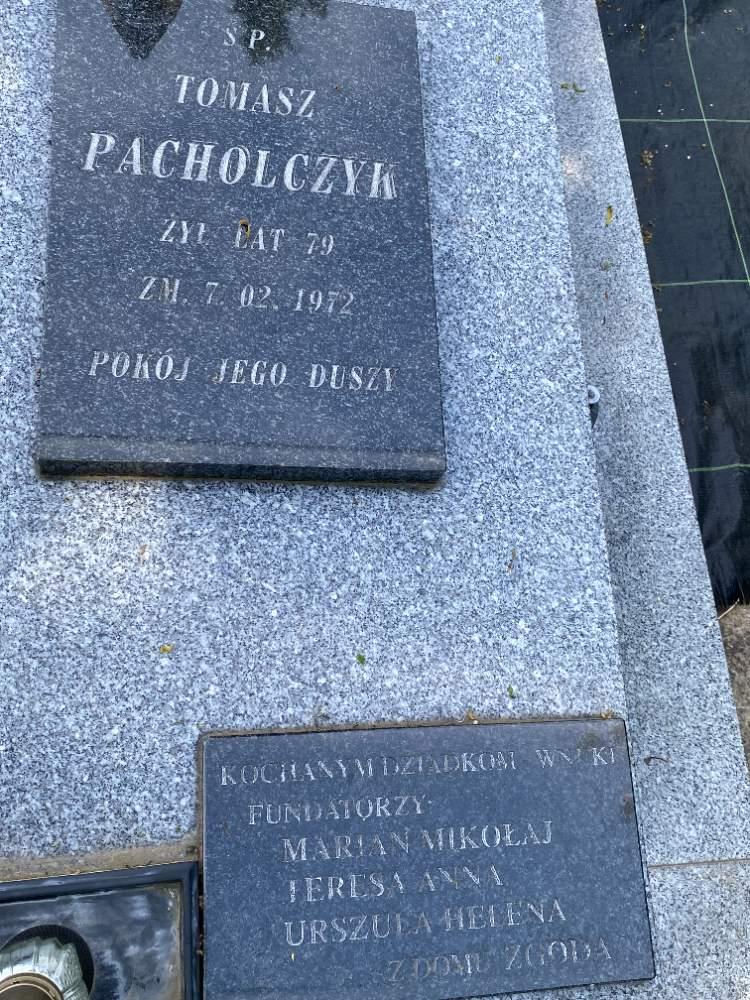 Ś P.
TOMASZ
PACHOLCZYK
ŻYŁ LAT 79
ZM. 7. 02. 1972
POKÓJ JEGO DUSZY
KOCHANYM DZIADKOM WNUKI
FUNDATORZY
MARIAN MIKOŁAJ
TERESA ANNA
URSZULA HELENA
Z DOMU ZGODA